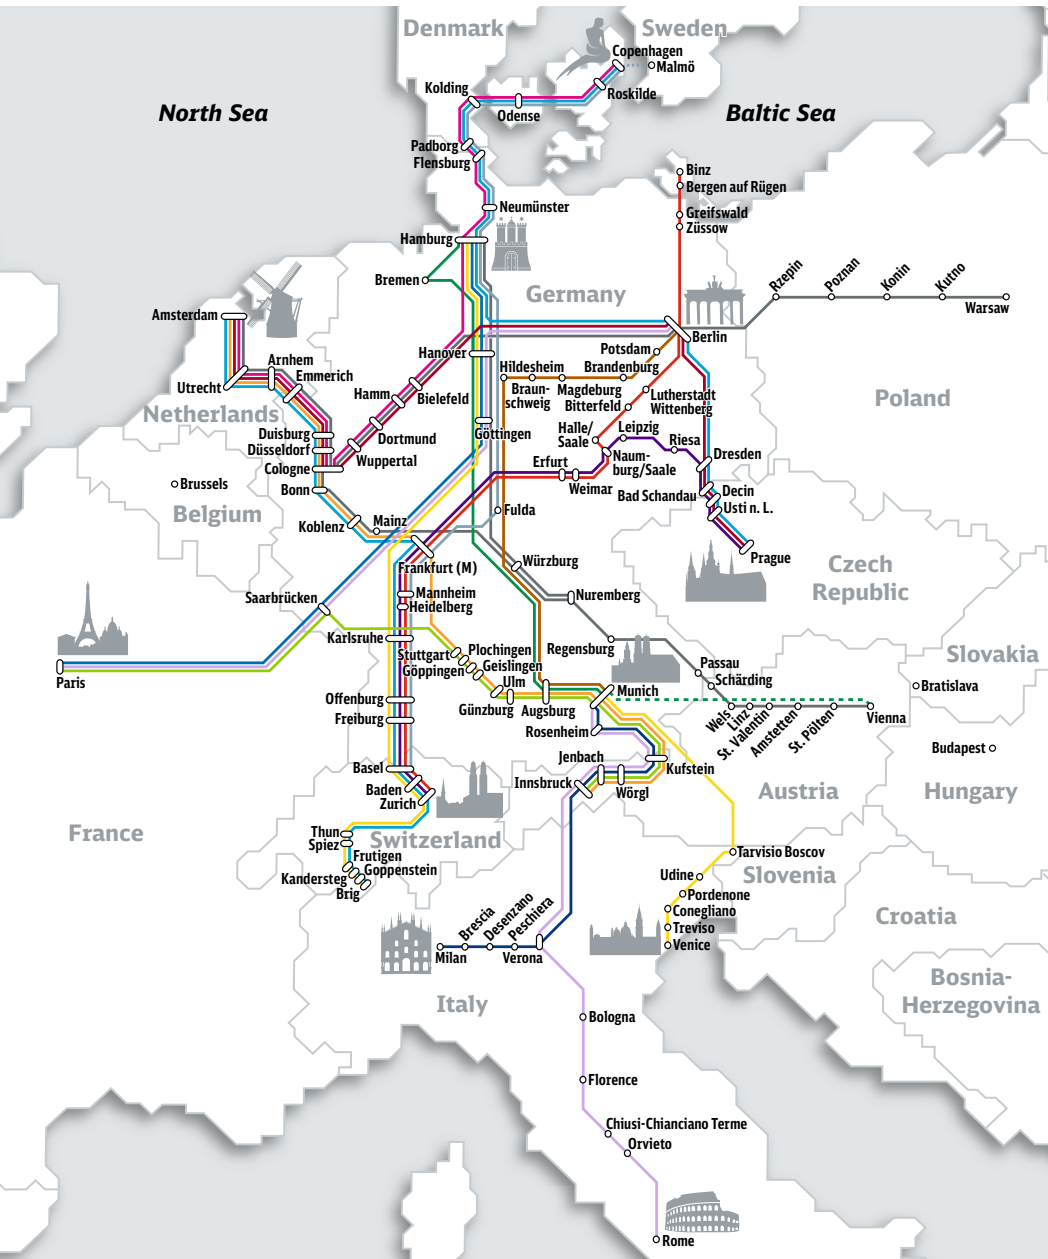 Denmark
Sweden
Copenhagen
Malmö
Kolding
Roskilde
Odense
North Sea
Baltic Sea
Padborg
Flensburg
Binz
Bergen auf Rügen
Neumünster
Greifswald
Züssow
Hamburg
Bremen
Germany
Rzepin
Poznan
Konin
Kutno
Warsaw
Amsterdam
Berlin
Hanover
Potsdam
Arnhem
Emmerich
Hildesheim
Brandenburg
Utrecht
Hamm
Bielefeld
Braun-
schweig
Magdeburg
Lutherstadt
Wittenberg
Bitterfeld
Netherlands
Poland
Duisburg
Dortmund
Göttingen
Halle/
Saale
Leipzig
Riesa
Düsseldorf
Wuppertal
Cologne
Erfurt
Naum-
burg/Saale
Dresden
Brussels
Bonn
Weimar
Bad Schandau
Decin
Usti n. L.
Belgium
Koblenz
Mainz
Fulda
Prague
Frankfurt (M)
Würzburg
Czech
Republic
Saarbrücken
Mannheim
Heidelberg
Nuremberg
Karlsruhe
Stuttgart
Plochingen
Geislingen
Göppingen
Regensburg
Slovakia
Paris
Ulm
Munich
Passau
Schärding
Bratislava
Offenburg
Günzburg
Augsburg
Freiburg
Rosenheim
Wels
Linz
St. Valentin
Amstetten
St. Pölten
Vienna
Budapest
Basel
Jenbach
Kufstein
Baden
Zurich
Innsbruck
Wörgl
Austria
Hungary
France
Thun
Spiez
Switzerland
Frutigen
Goppenstein
Kandersteg
Brig
Tarvisio Boscov
Udine
Slovenia
Pordenone
Conegliano
Treviso
Venice
Croatia
Brescia
Desenzano
Peschiera
Milan
Verona
Italy
Bosnia-
Herzegovina
Bologna
Florence
Chiusi-Chianciano Terme
Orvieto
Rome